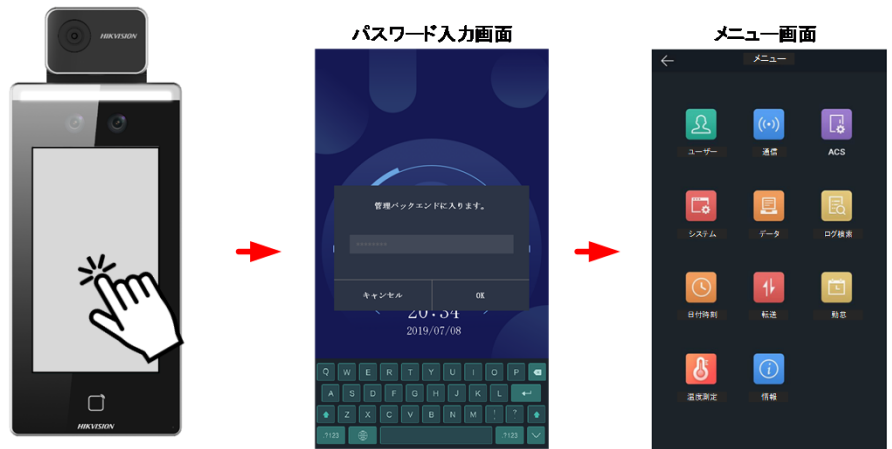 HIKVISION
HIKVISION
パスワード入力画面
管理バックエンドに入ります。
********
キャンセル
OK
20:34
2019/07/08
Q W E R T Y U I O P
A S D F G H J K L
Z X C V B N M ! ?
.?123
.?123
メニュー画面
メニュー
ユーザー
通信
ACS
システム
データ
ログ検索
日付時刻
転送
勤怠
温度測定
情報